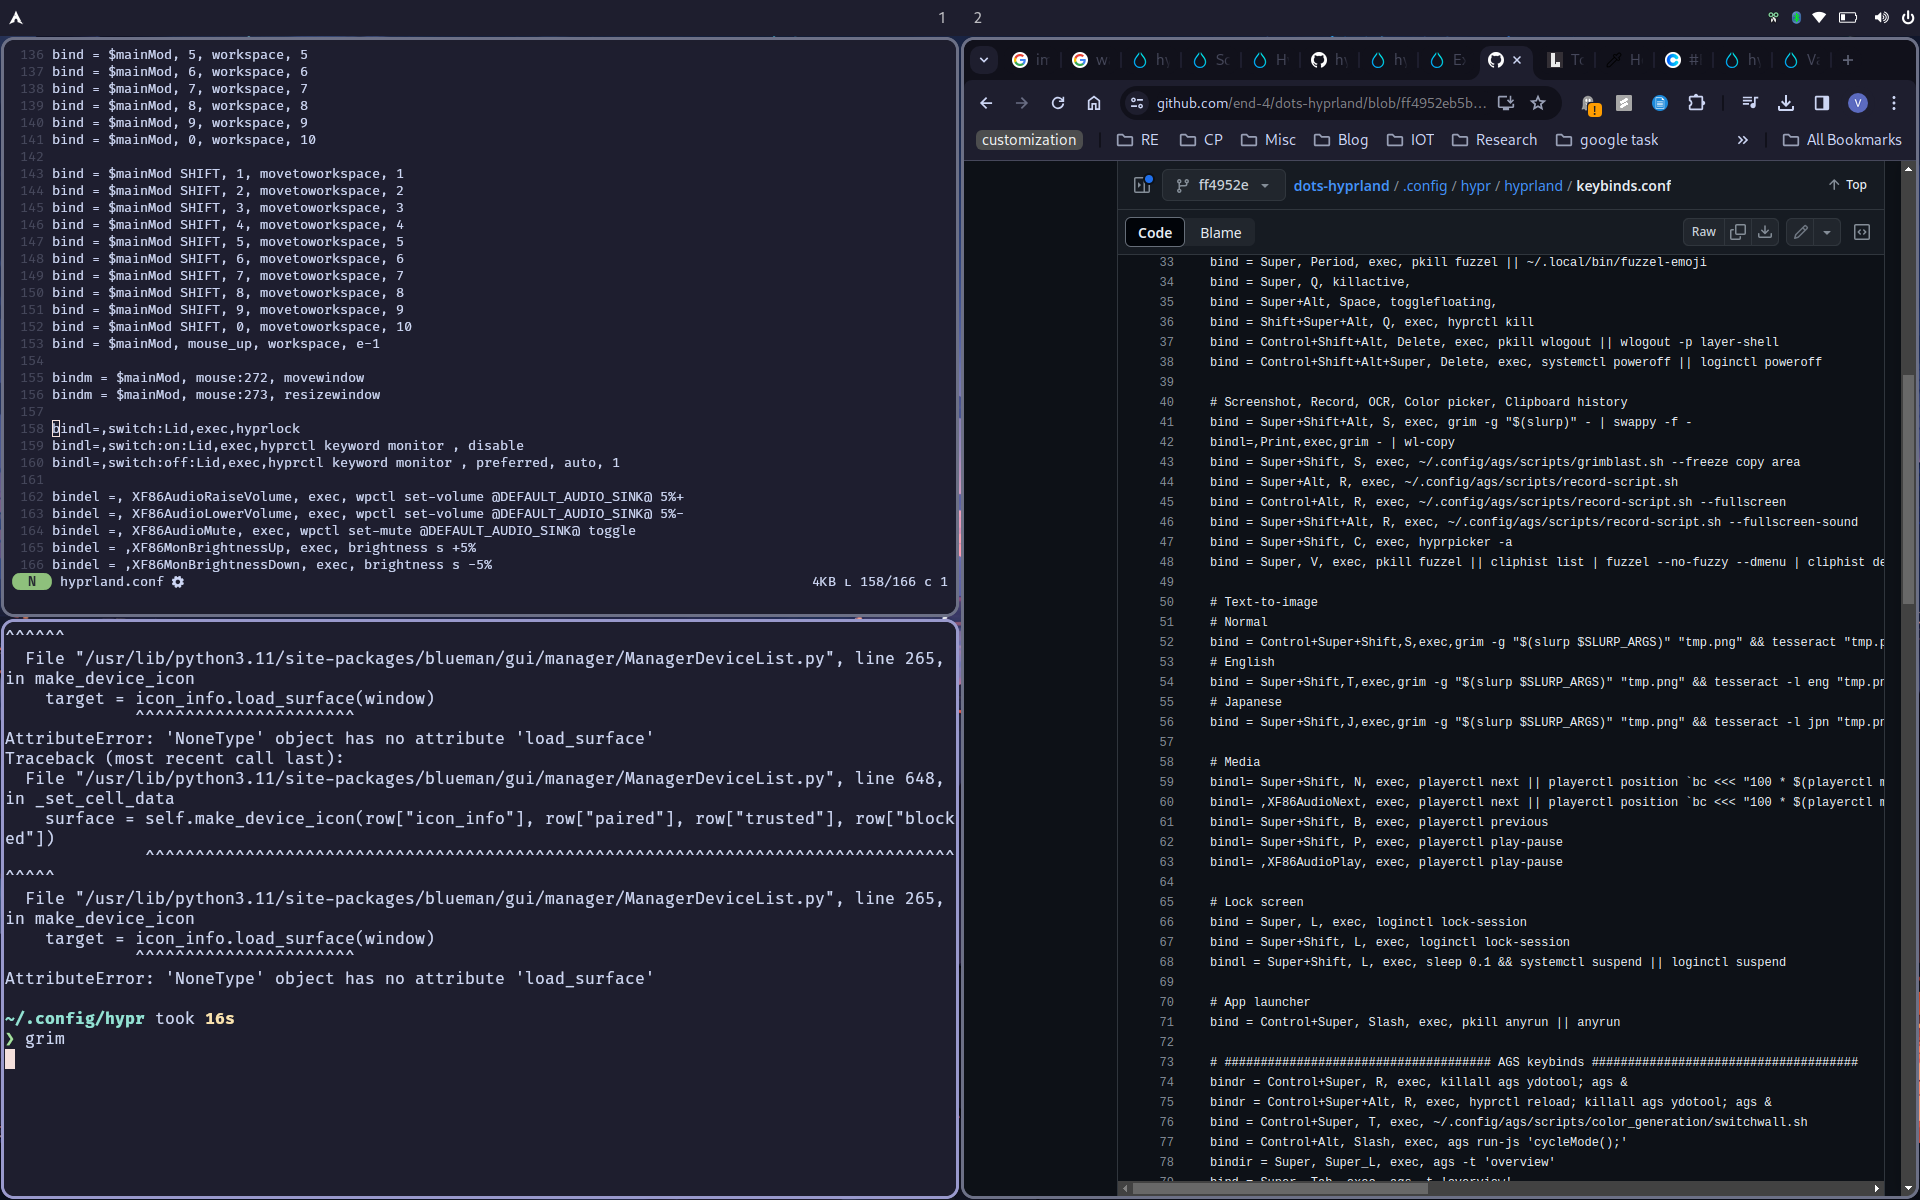 1 2
136 bind = $mainMod, 5, workspace, 5
137 bind = $mainMod, 6, workspace, 6
138 bind = $mainMod, 7, workspace, 7
139 bind = $mainMod, 8, workspace, 8
140 bind = $mainMod, 9, workspace, 9
141 bind = $mainMod, 0, workspace, 10
142
143 bind = $mainMod SHIFT, 1, movetoworkspace, 1
144 bind = $mainMod SHIFT, 2, movetoworkspace, 2
145 bind = $mainMod SHIFT, 3, movetoworkspace, 3
146 bind = $mainMod SHIFT, 4, movetoworkspace, 4
147 bind = $mainMod SHIFT, 5, movetoworkspace, 5
148 bind = $mainMod SHIFT, 6, movetoworkspace, 6
149 bind = $mainMod SHIFT, 7, movetoworkspace, 7
150 bind = $mainMod SHIFT, 8, movetoworkspace, 8
151 bind = $mainMod SHIFT, 9, movetoworkspace, 9
152 bind = $mainMod SHIFT, 0, movetoworkspace, 10
153 bind = $mainMod, mouse_up, workspace, e-1
154
155 bindm = $mainMod, mouse:272, movewindow
156 bindm = $mainMod, mouse:273, resizewindow
157
158 bindl=,switch:Lid,exec,hyprlock
159 bindl=,switch:on:Lid,exec,hyprctl keyword monitor , disable
160 bindl=,switch:off:Lid,exec,hyprctl keyword monitor , preferred, auto, 1
161
162 bindel =, XF86AudioRaiseVolume, exec, wpctl set-volume @DEFAULT_AUDIO_SINK@ 5%+
163 bindel =, XF86AudioLowerVolume, exec, wpctl set-volume @DEFAULT_AUDIO_SINK@ 5%-
164 bindel =, XF86AudioMute, exec, wpctl set-mute @DEFAULT_AUDIO_SINK@ toggle
165 bindel = ,XF86MonBrightnessUp, exec, brightness s +5%
166 bindel = ,XF86MonBrightnessDown, exec, brightness s -5%
N hyprland.conf 4KB L 158/166 c 1
^^^^^^
File "/usr/lib/python3.11/site-packages/blueman/gui/manager/ManagerDeviceList.py", line 265,
in make_device_icon
target = icon_info.load_surface(window)
^^^^^^^^^^^^^^^^^^^^^^
AttributeError: 'NoneType' object has no attribute 'load_surface'
Traceback (most recent call last):
File "/usr/lib/python3.11/site-packages/blueman/gui/manager/ManagerDeviceList.py", line 648,
in _set_cell_data
surface = self.make_device_icon(row["icon_info"], row["paired"], row["trusted"], row["block
ed"])
^^^^^^^^^^^^^^^^^^^^^^^^^^^^^^^^^^^^^^^^^^^^^^^^^^^^^^^^^^^^^^^^^^^^^^^^^^^^^^^^^
^^^^^
File "/usr/lib/python3.11/site-packages/blueman/gui/manager/ManagerDeviceList.py", line 265,
in make_device_icon
target = icon_info.load_surface(window)
^^^^^^^^^^^^^^^^^^^^^^
AttributeError: 'NoneType' object has no attribute 'load_surface'
~/.config/hypr took 16s
❯ grim
in w hy Sc H hy hy Ex Tc H #! hy Va
github.com/end-4/dots-hyprland/blob/ff4952eb5b... V
customization RE CP Misc Blog IOT Research google task » All Bookmarks
ff4952e dots-hyprland / .config / hypr / hyprland / keybinds.conf Top
Code Blame Raw
33 bind = Super, Period, exec, pkill fuzzel || ~/.local/bin/fuzzel-emoji
34 bind = Super, Q, killactive,
35 bind = Super+Alt, Space, togglefloating,
36 bind = Shift+Super+Alt, Q, exec, hyprctl kill
37 bind = Control+Shift+Alt, Delete, exec, pkill wlogout || wlogout -p layer-shell
38 bind = Control+Shift+Alt+Super, Delete, exec, systemctl poweroff || loginctl poweroff
39
40 # Screenshot, Record, OCR, Color picker, Clipboard history
41 bind = Super+Shift+Alt, S, exec, grim -g "$(slurp)" - | swappy -f -
42 bindl=,Print,exec,grim - | wl-copy
43 bind = Super+Shift, S, exec, ~/.config/ags/scripts/grimblast.sh --freeze copy area
44 bind = Super+Alt, R, exec, ~/.config/ags/scripts/record-script.sh
45 bind = Control+Alt, R, exec, ~/.config/ags/scripts/record-script.sh --fullscreen
46 bind = Super+Shift+Alt, R, exec, ~/.config/ags/scripts/record-script.sh --fullscreen-sound
47 bind = Super+Shift, C, exec, hyprpicker -a
48 bind = Super, V, exec, pkill fuzzel || cliphist list | fuzzel --no-fuzzy --dmenu | cliphist de
49
50 # Text-to-image
51 # Normal
52 bind = Control+Super+Shift,S,exec,grim -g "$(slurp $SLURP_ARGS)" "tmp.png" && tesseract "tmp.p
53 # English
54 bind = Super+Shift,T,exec,grim -g "$(slurp $SLURP_ARGS)" "tmp.png" && tesseract -l eng "tmp.pn
55 # Japanese
56 bind = Super+Shift,J,exec,grim -g "$(slurp $SLURP_ARGS)" "tmp.png" && tesseract -l jpn "tmp.pn
57
58 # Media
59 bindl= Super+Shift, N, exec, playerctl next || playerctl position `bc <<< "100 * $(playerctl m
60 bindl= ,XF86AudioNext, exec, playerctl next || playerctl position `bc <<< "100 * $(playerctl m
61 bindl= Super+Shift, B, exec, playerctl previous
62 bindl= Super+Shift, P, exec, playerctl play-pause
63 bindl= ,XF86AudioPlay, exec, playerctl play-pause
64
65 # Lock screen
66 bind = Super, L, exec, loginctl lock-session
67 bind = Super+Shift, L, exec, loginctl lock-session
68 bindl = Super+Shift, L, exec, sleep 0.1 && systemctl suspend || loginctl suspend
69
70 # App launcher
71 bind = Control+Super, Slash, exec, pkill anyrun || anyrun
72
73 # ##################################### AGS keybinds #####################################
74 bindr = Control+Super, R, exec, killall ags ydotool; ags &
75 bindr = Control+Super+Alt, R, exec, hyprctl reload; killall ags ydotool; ags &
76 bind = Control+Super, T, exec, ~/.config/ags/scripts/color_generation/switchwall.sh
77 bind = Control+Alt, Slash, exec, ags run-js 'cycleMode();'
78 bindir = Super, Super_L, exec, ags -t 'overview'
79 bind = Super, Tab, exec, ags -t 'overview'